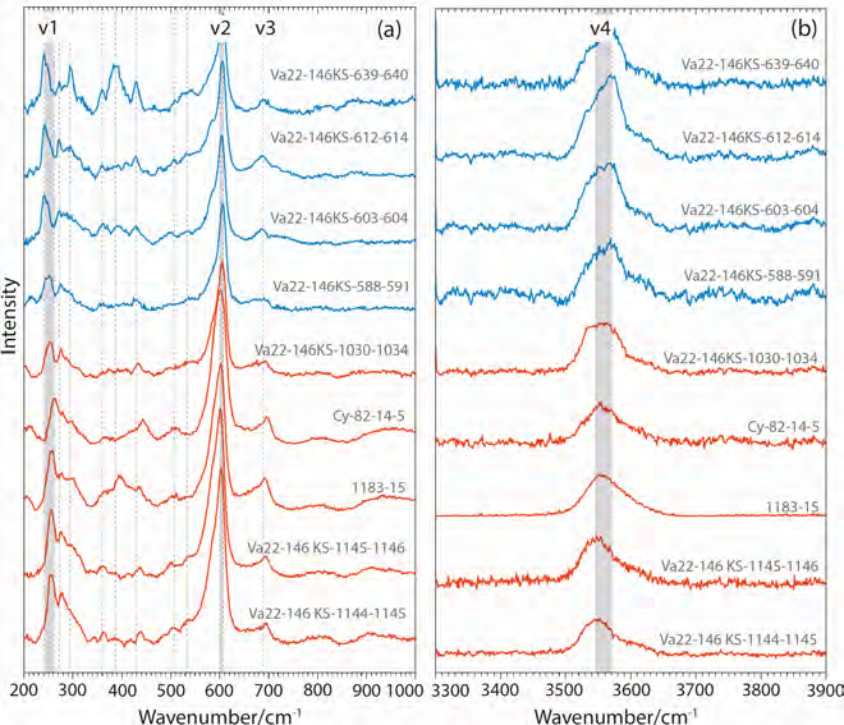 v1 v2 v3 (a)
Va22-146KS-639-640
Va22-146KS-612-614
Va22-146KS-603-604
Va22-146KS-588-591
Va22-146KS-1030-1034
Cy-82-14-5
1183-15
Va22-146 KS-1145-1146
Va22-146 KS-1144-1145
Intensity
200 300 400 500 600 700 800 900 1000
Wavenumber/cm⁻¹
v4 (b)
Va22-146KS-639-640
Va22-146KS-612-614
Va22-146KS-603-604
Va22-146KS-588-591
Va22-146KS-1030-1034
Cy-82-14-5
1183-15
Va22-146 KS-1145-1146
Va22-146 KS-1144-1145
3300 3400 3500 3600 3700 3800 3900
Wavenumber/cm⁻¹